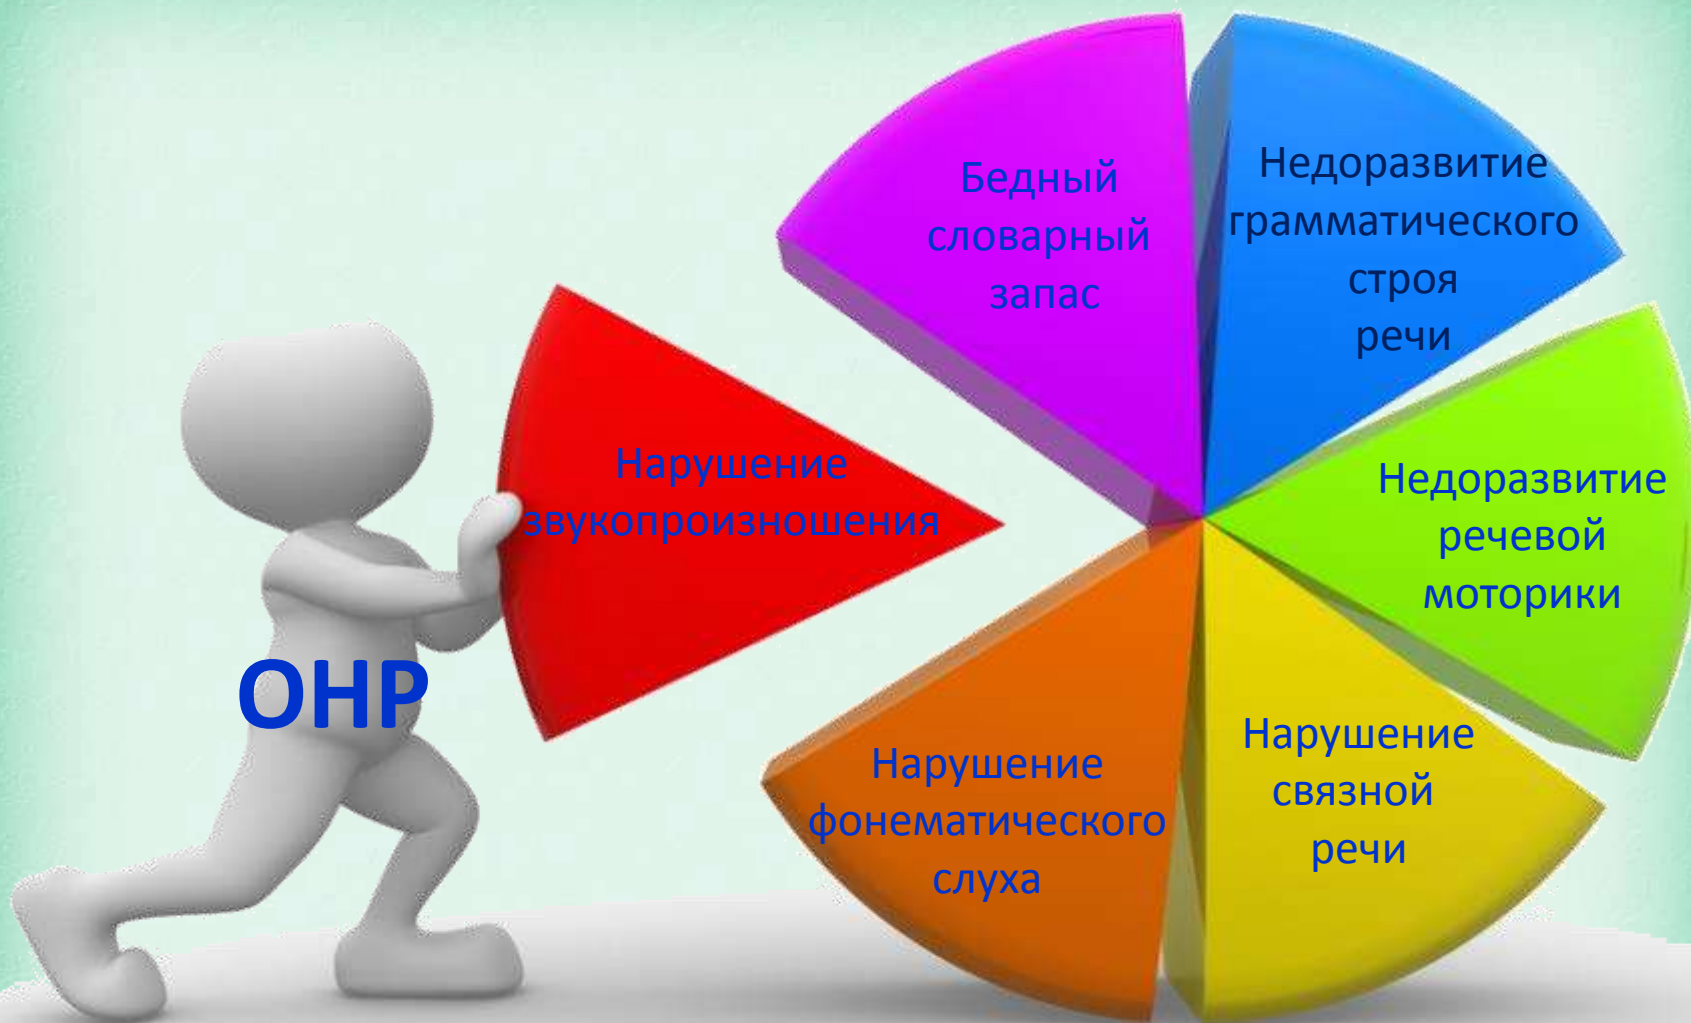 Бедный
словарный
запас
Недоразвитие
грамматического
строя
речи
Нарушение
звукопроизношения
Недоразвитие
речевой
моторики
ОНР
Нарушение
фонематического
слуха
Нарушение
связной
речи